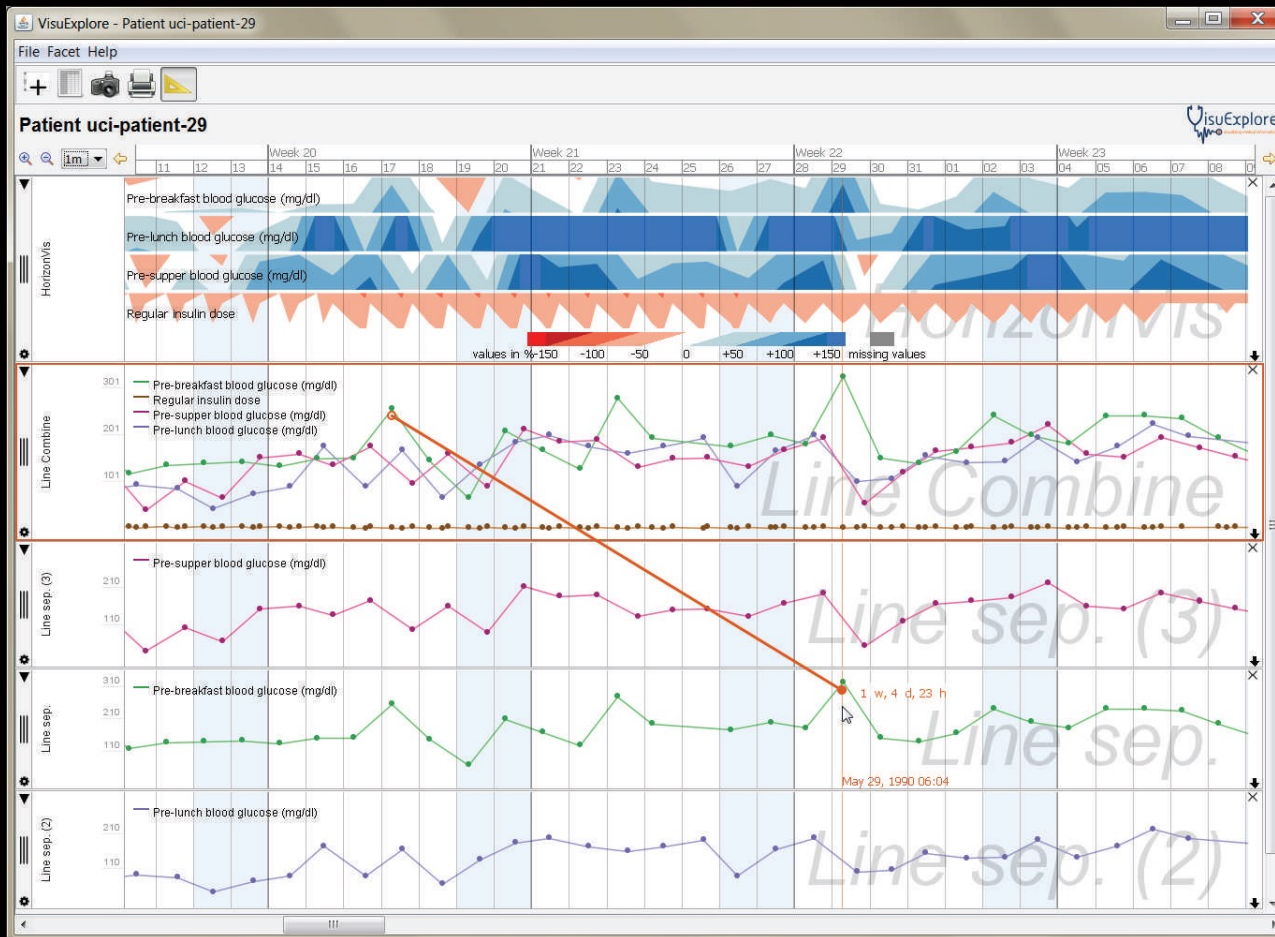 VisuExplore - Patient uci-patient-29
File Facet Help
Patient uci-patient-29
VisuExplore
1m
Week 20 Week 21 Week 22 Week 23
11 12 13 14 15 16 17 18 19 20 21 22 23 24 25 26 27 28 29 30 31 01 02 03 04 05 06 07 08
HorizonVis
Pre-breakfast blood glucose (mg/dl)
Pre-lunch blood glucose (mg/dl)
Pre-supper blood glucose (mg/dl)
Regular insulin dose
HorizonVis
values in % -150 -100 -50 0 +50 +100 +150 missing values
Line Combine
301
201
101
Pre-breakfast blood glucose (mg/dl)
Regular insulin dose
Pre-supper blood glucose (mg/dl)
Pre-lunch blood glucose (mg/dl)
Line Combine
Line sep. (3)
210
110
Pre-supper blood glucose (mg/dl)
Line sep. (3)
Line sep.
310
210
110
Pre-breakfast blood glucose (mg/dl)
1 w, 4 d, 23 h
Line sep.
May 29, 1990 06:04
Line sep. (2)
210
110
Pre-lunch blood glucose (mg/dl)
Line sep. (2)